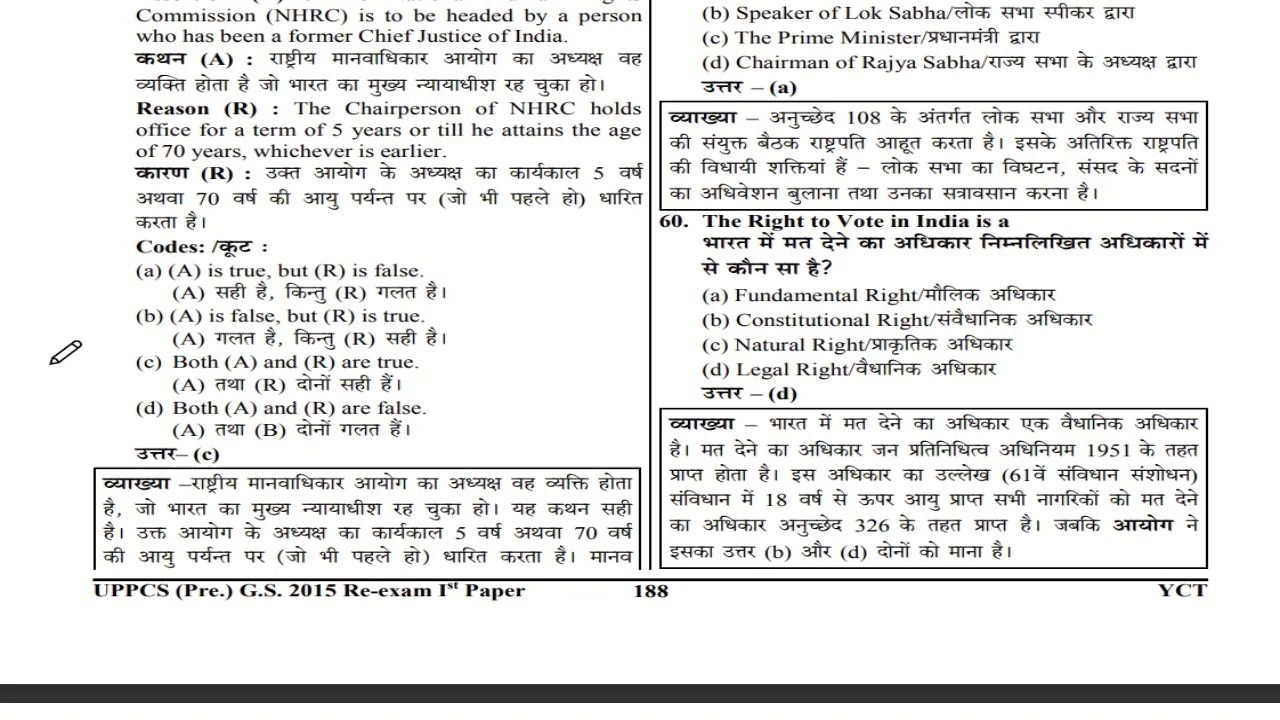 Commission (NHRC) is to be headed by a person
who has been a former Chief Justice of India.
कथन (A) : राष्ट्रीय मानवाधिकार आयोग का अध्यक्ष वह
व्यक्ति होता है जो भारत का मुख्य न्यायाधीश रह चुका हो।
Reason (R) : The Chairperson of NHRC holds
office for a term of 5 years or till he attains the age
of 70 years, whichever is earlier.
कारण (R) : उक्त आयोग के अध्यक्ष का कार्यकाल 5 वर्ष
अथवा 70 वर्ष की आयु पर्यन्त पर (जो भी पहले हो) धारित
करता है।
Codes: /कूट :
(a) (A) is true, but (R) is false.
(A) सही है, किन्तु (R) गलत है।
(b) (A) is false, but (R) is true.
(A) गलत है, किन्तु (R) सही है।
(c) Both (A) and (R) are true.
(A) तथा (R) दोनों सही हैं।
(d) Both (A) and (R) are false.
(A) तथा (B) दोनों गलत हैं।
उत्तर– (c)
व्याख्या –राष्ट्रीय मानवाधिकार आयोग का अध्यक्ष वह व्यक्ति होता
है, जो भारत का मुख्य न्यायाधीश रह चुका हो। यह कथन सही
है। उक्त आयोग के अध्यक्ष का कार्यकाल 5 वर्ष अथवा 70 वर्ष
की आयु पर्यन्त पर (जो भी पहले हो) धारित करता है। मानव
(b) Speaker of Lok Sabha/लोक सभा स्पीकर द्वारा
(c) The Prime Minister/प्रधानमंत्री द्वारा
(d) Chairman of Rajya Sabha/राज्य सभा के अध्यक्ष द्वारा
उत्तर – (a)
व्याख्या – अनुच्छेद 108 के अंतर्गत लोक सभा और राज्य सभा
की संयुक्त बैठक राष्ट्रपति आहूत करता है। इसके अतिरिक्त राष्ट्रपति
की विधायी शक्तियां हैं – लोक सभा का विघटन, संसद के सदनों
का अधिवेशन बुलाना तथा उनका सत्रावसान करना है।
60. The Right to Vote in India is a
भारत में मत देने का अधिकार निम्नलिखित अधिकारों में
से कौन सा है?
(a) Fundamental Right/मौलिक अधिकार
(b) Constitutional Right/संवैधानिक अधिकार
(c) Natural Right/प्राकृतिक अधिकार
(d) Legal Right/वैधानिक अधिकार
उत्तर – (d)
व्याख्या – भारत में मत देने का अधिकार एक वैधानिक अधिकार
है। मत देने का अधिकार जन प्रतिनिधित्व अधिनियम 1951 के तहत
प्राप्त होता है। इस अधिकार का उल्लेख (61वें संविधान संशोधन)
संविधान में 18 वर्ष से ऊपर आयु प्राप्त सभी नागरिकों को मत देने
का अधिकार अनुच्छेद 326 के तहत प्राप्त है। जबकि आयोग ने
इसका उत्तर (b) और (d) दोनों को माना है।
UPPCS (Pre.) G.S. 2015 Re-exam Ist Paper 188 YCT